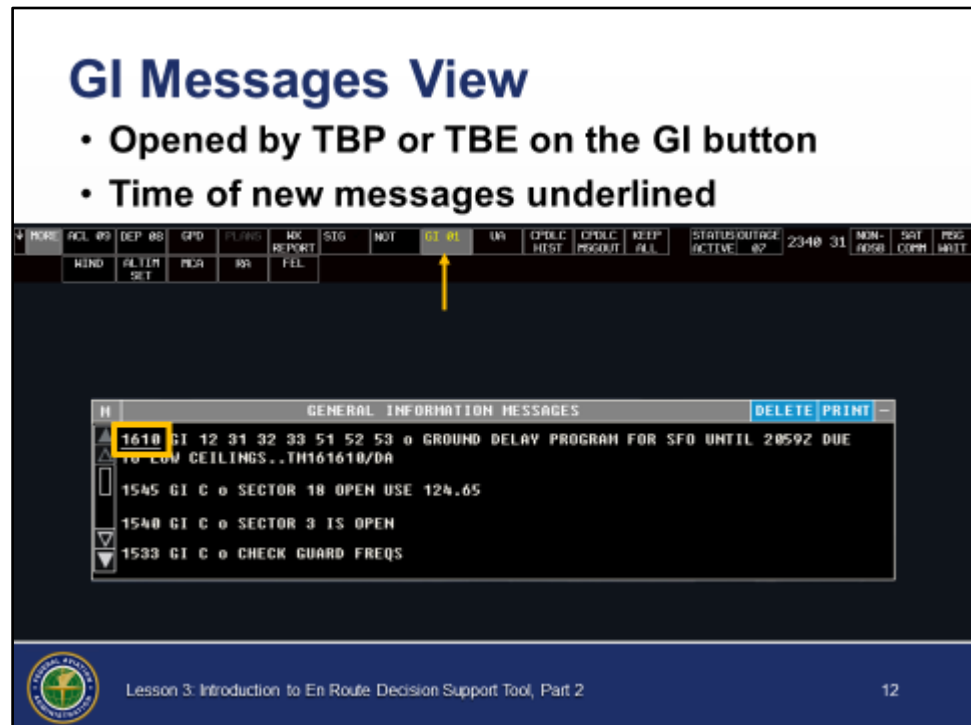 GI Messages View
• Opened by TBP or TBE on the GI button
• Time of new messages underlined
MORE ACL 09 DEP 08 GPD PLANS WX REPORT SIG NOT GI 01 UA CPDLC HIST CPDLC MSGOUT KEEP ALL STATUS ACTIVE OUTAGE 07 2340 31 NON-ADSB SAT COMM MSG WAIT
WIND ALTIM SET MCA RA FEL
M GENERAL INFORMATION MESSAGES DELETE PRINT –
1610 GI 12 31 32 33 51 52 53 o GROUND DELAY PROGRAM FOR SFO UNTIL 2059Z DUE
TO LOW CEILINGS..TM161610/DA
1545 GI C o SECTOR 18 OPEN USE 124.65
1540 GI C o SECTOR 3 IS OPEN
1533 GI C o CHECK GUARD FREQS
FEDERAL AVIATION ADMINISTRATION
Lesson 3: Introduction to En Route Decision Support Tool, Part 2
12